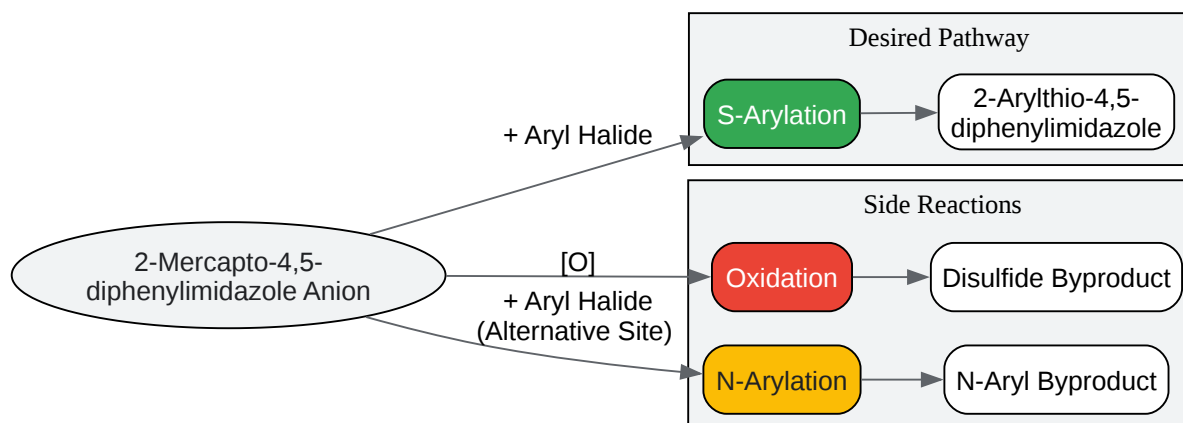 Desired Pathway
S-Arylation
2-Arylthio-4,5-
diphenylimidazole
+ Aryl Halide
Side Reactions
2-Mercapto-4,5-
diphenylimidazole Anion
[O]
Oxidation
Disulfide Byproduct
+ Aryl Halide
(Alternative Site)
N-Arylation
N-Aryl Byproduct